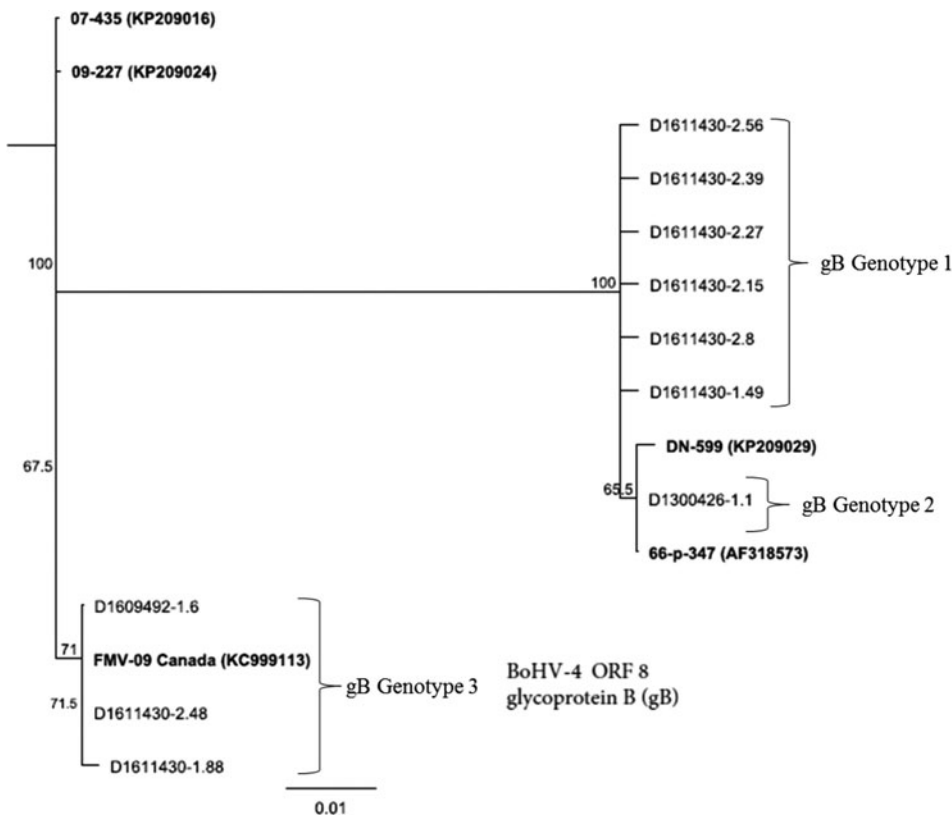 07-435 (KP209016)
09-227 (KP209024)
D1611430-2.56
D1611430-2.39
D1611430-2.27
gB Genotype 1
100
100
D1611430-2.15
D1611430-2.8
D1611430-1.49
DN-599 (KP209029)
67.5
65.5
D1300426-1.1
gB Genotype 2
66-p-347 (AF318573)
D1609492-1.6
71
FMV-09 Canada (KC999113)
gB Genotype 3
BoHV-4 ORF 8
glycoprotein B (gB)
71.5
D1611430-2.48
D1611430-1.88
0.01